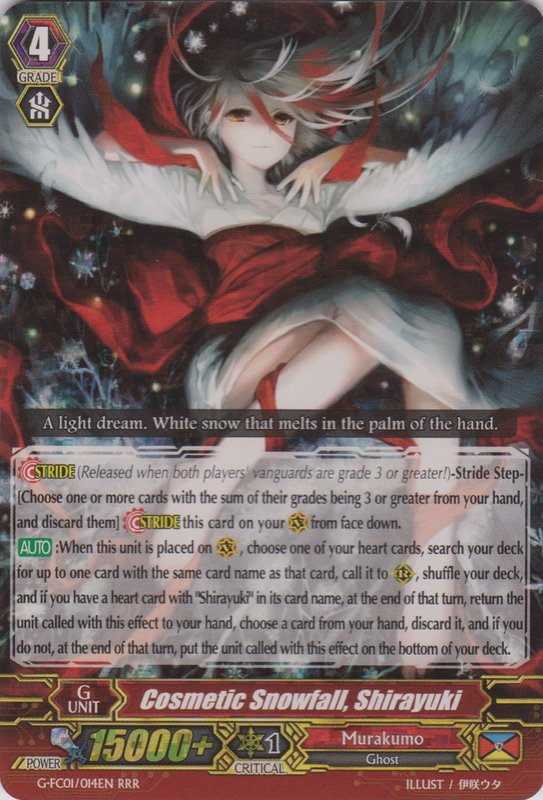 4
GRADE
A light dream. White snow that melts in the palm of the hand.
STRIDE (Released when both players' vanguards are grade 3 or greater!)-Stride Step-
[Choose one or more cards with the sum of their grades being 3 or greater from your hand,
and discard them] STRIDE this card on your V from face down.
AUTO :When this unit is placed on V, choose one of your heart cards, search your deck
for up to one card with the same card name as that card, call it to R, shuffle your deck,
and if you have a heart card with "Shirayuki" in its card name, at the end of that turn, return the
unit called with this effect to your hand, choose a card from your hand, discard it, and if you
do not, at the end of that turn, put the unit called with this effect on the bottom of your deck.
G UNIT
Cosmetic Snowfall, Shirayuki
POWER 15000+
1
CRITICAL
Murakumo
Ghost
G-FC01/014EN RRR
ILLUST / 伊咲ウタ